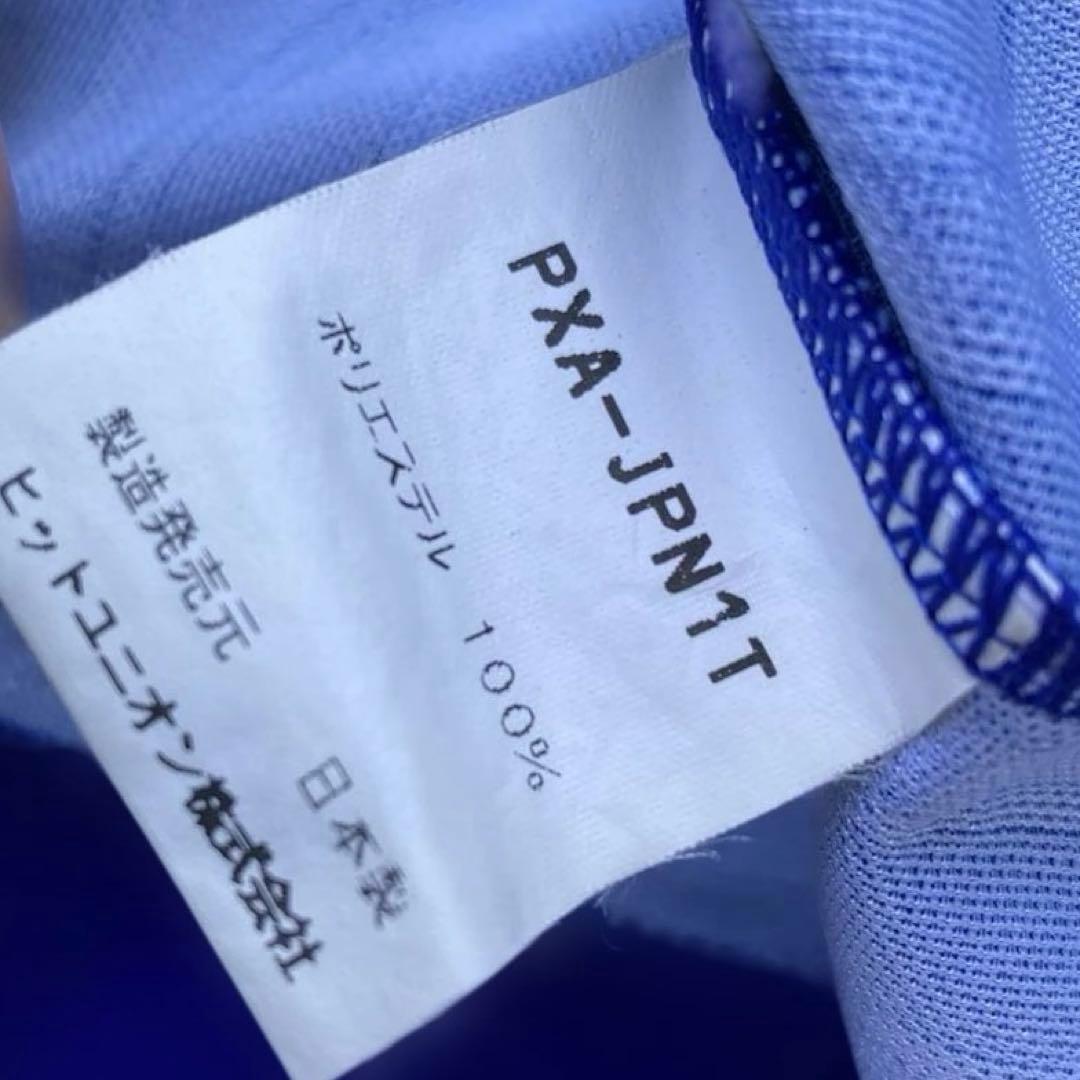 PXA-JPN1T
ポリエステル 100%
日本製
製造発売元
ヒットユニオン株式会社